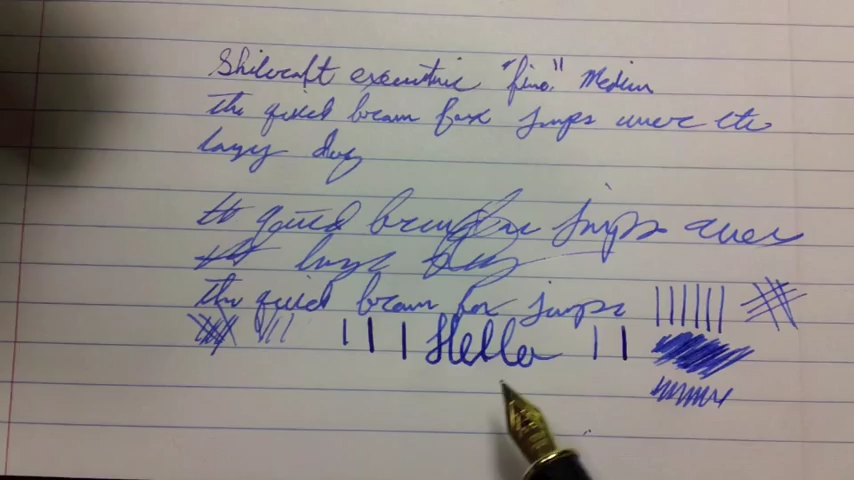 Shilocraft executive "fine" Medium
the quick brown fox jumps over the
lazy dog
the quick brown fox jumps over
the lazy dog
the quick brown fox jumps
Hello